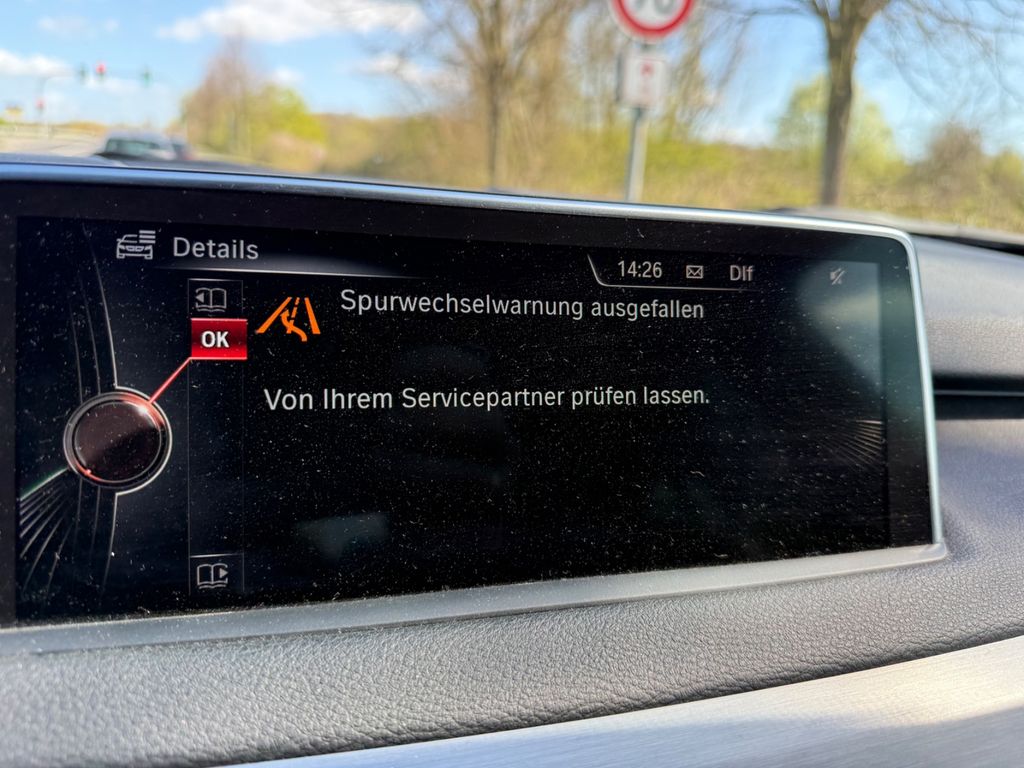 Details
14:26
Dlf
OK
Spurwechselwarnung ausgefallen
Von Ihrem Servicepartner prüfen lassen.